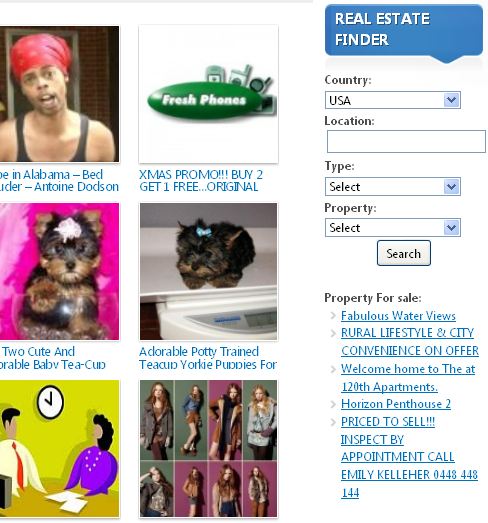 REAL ESTATE
FINDER
Country:
USA
Location:
Type:
Select
Property:
Select
Search
Property For sale:
Fabulous Water Views
RURAL LIFESTYLE & CITY
CONVENIENCE ON OFFER
Welcome home to The at
120th Apartments.
Horizon Penthouse 2
PRICED TO SELL!!!
INSPECT BY
APPOINTMENT CALL
EMILY KELLEHER 0448 448
144
Fresh Phones
in Alabama – Bed
– Antoine Dodson
XMAS PROMO!!! BUY 2
GET 1 FREE...ORIGINAL
Two Cute And
Baby Tea-Cup
Adorable Potty Trained
Teacup Yorkie Puppies For